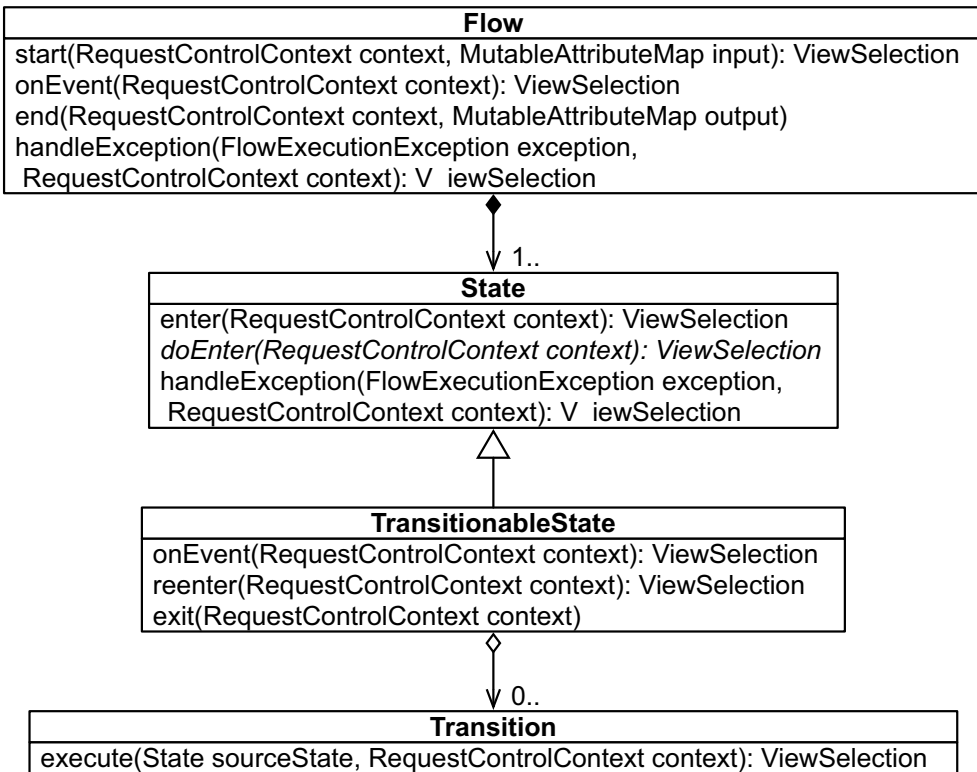 Flow
start(RequestControlContext context, MutableAttributeMap input): ViewSelection
onEvent(RequestControlContext context): ViewSelection
end(RequestControlContext context, MutableAttributeMap output)
handleException(FlowExecutionException exception,
RequestControlContext context): V iewSelection
1..
State
enter(RequestControlContext context): ViewSelection
doEnter(RequestControlContext context): ViewSelection
handleException(FlowExecutionException exception,
RequestControlContext context): V iewSelection
TransitionableState
onEvent(RequestControlContext context): ViewSelection
reenter(RequestControlContext context): ViewSelection
exit(RequestControlContext context)
0..
Transition
execute(State sourceState, RequestControlContext context): ViewSelection